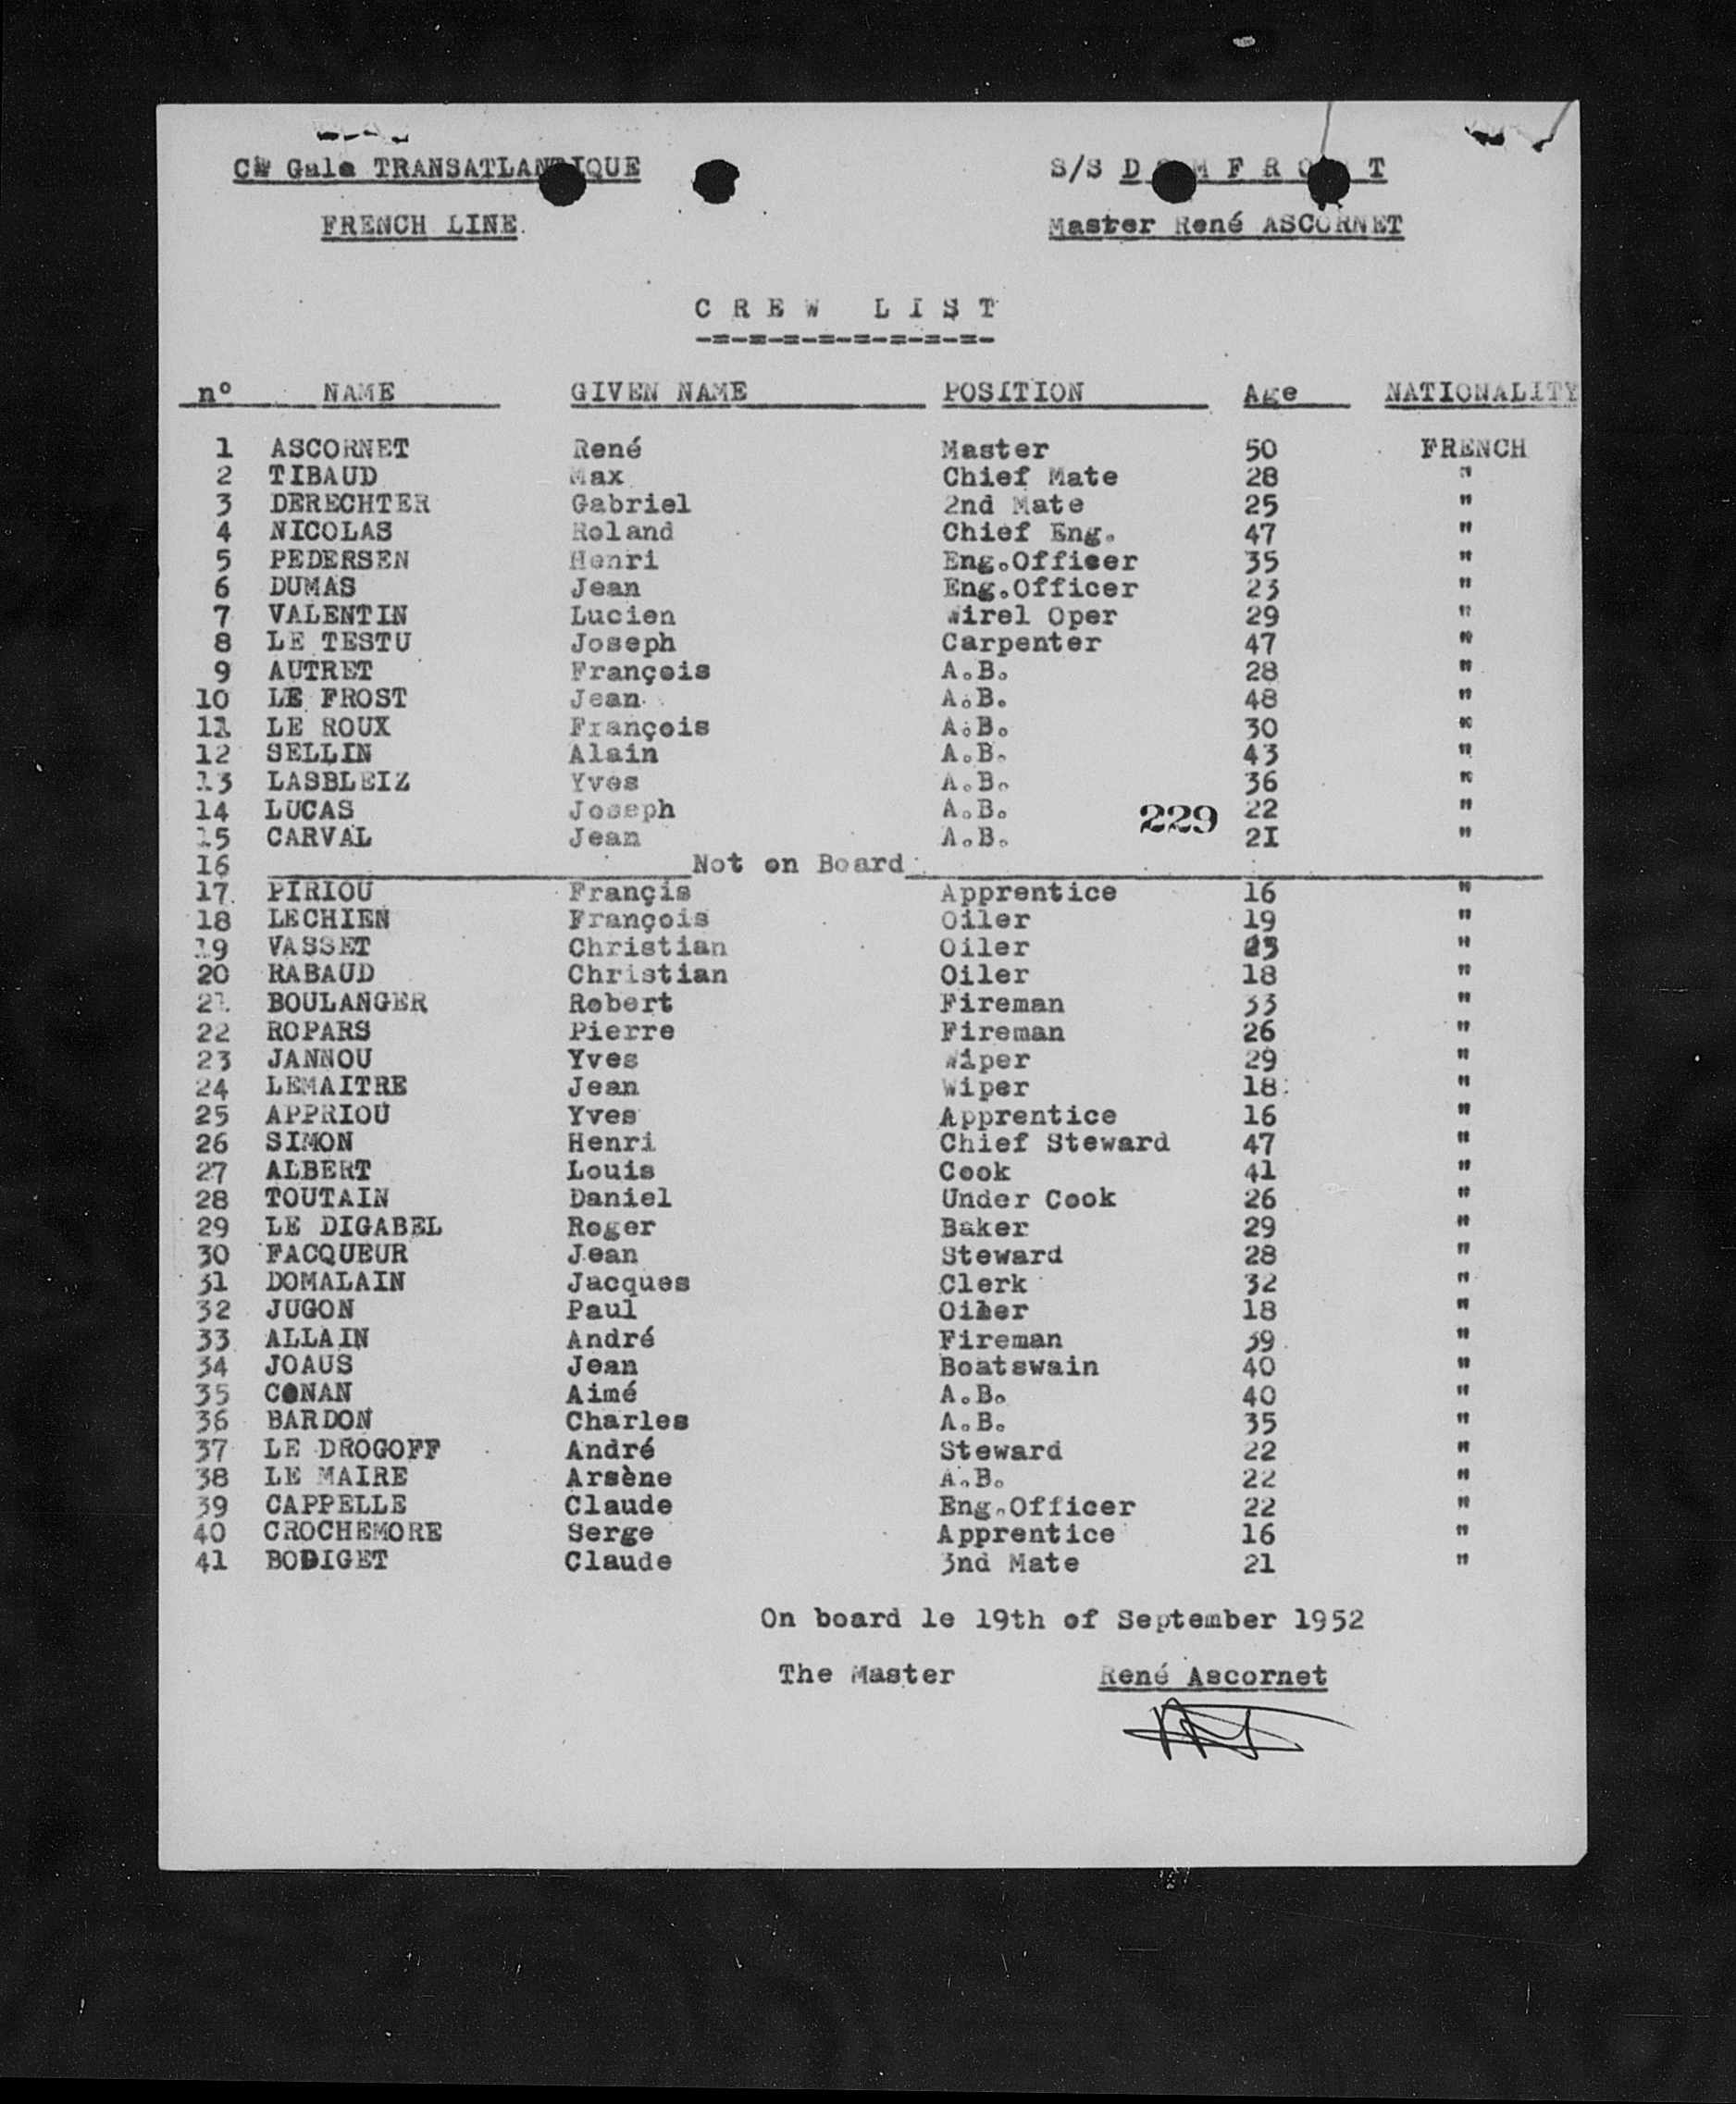 Cie Gale TRANSATLANTIQUE S/S D O M F R O N T
FRENCH LINE. Master René ASCORNET
C R E W L I S T
-=-=-=-=-=-=-=-=-
n° NAME GIVEN NAME POSITION Age NATIONALITY
1 ASCORNET René Master 50 FRENCH
2 TIBAUD Max Chief Mate 28 "
3 DERECHTER Gabriel 2nd Mate 25 "
4 NICOLAS Roland Chief Eng. 47 "
5 PEDERSEN Henri Eng.Officer 35 "
6 DUMAS Jean Eng.Officer 23 "
7 VALENTIN Lucien Wirel Oper 29 "
8 LE TESTU Joseph Carpenter 47 "
9 AUTRET François A.B. 28 "
10 LE FROST Jean A.B. 48 "
11 LE ROUX François A.B. 30 "
12 SELLIN Alain A.B. 43 "
13 LASBLEIZ Yves A.B. 36 "
14 LUCAS Joseph A.B. 229 22 "
15 CARVAL Jean A.B. 21 "
16 Not on Board
17 PIRIOU Françis Apprentice 16 "
18 LECHIEN François Oiler 19 "
19 VASSET Christian Oiler "
20 RABAUD Christian Oiler 18 "
21 BOULANGER Robert Fireman 33 "
22 ROPARS Pierre Fireman 26 "
23 JANNOU Yves Wiper 29 "
24 LEMAITRE Jean Wiper 18 "
25 APPRIOU Yves Apprentice 16 "
26 SIMON Henri Chief Steward 47 "
27 ALBERT Louis Cook 41 "
28 TOUTAIN Daniel Under Cook 26 "
29 LE DIGABEL Roger Baker 29 "
30 FACQUEUR Jean Steward 28 "
31 DOMALAIN Jacques Clerk 32 "
32 JUGON Paul Oiler 18 "
33 ALLAIN André Fireman 39 "
34 JOAUS Jean Boatswain 40 "
35 CONAN Aimé A.B. 40 "
36 BARDON Charles A.B. 35 "
37 LE DROGOFF André Steward 22 "
38 LE MAIRE Arsène A.B. 22 "
39 CAPPELLE Claude Eng.Officer 22 "
40 CROCHEMORE Serge Apprentice 16 "
41 BODIGET Claude 3nd Mate 21 "
On board le 19th of September 1952
The Master René Ascornet